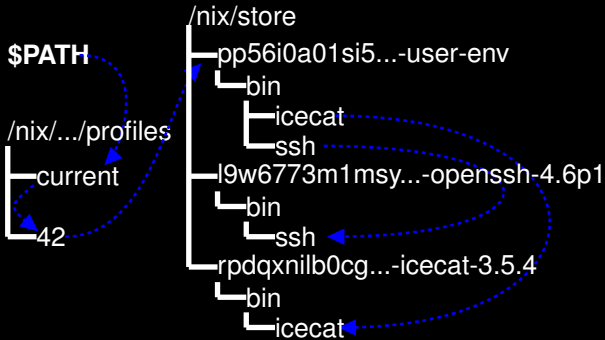 $PATH
/nix/.../profiles
current
42
/nix/store
pp56i0a01si5...-user-env
bin
icecat
ssh
l9w6773m1msy...-openssh-4.6p1
bin
ssh
rpdqxnilb0cg...-icecat-3.5.4
bin
icecat